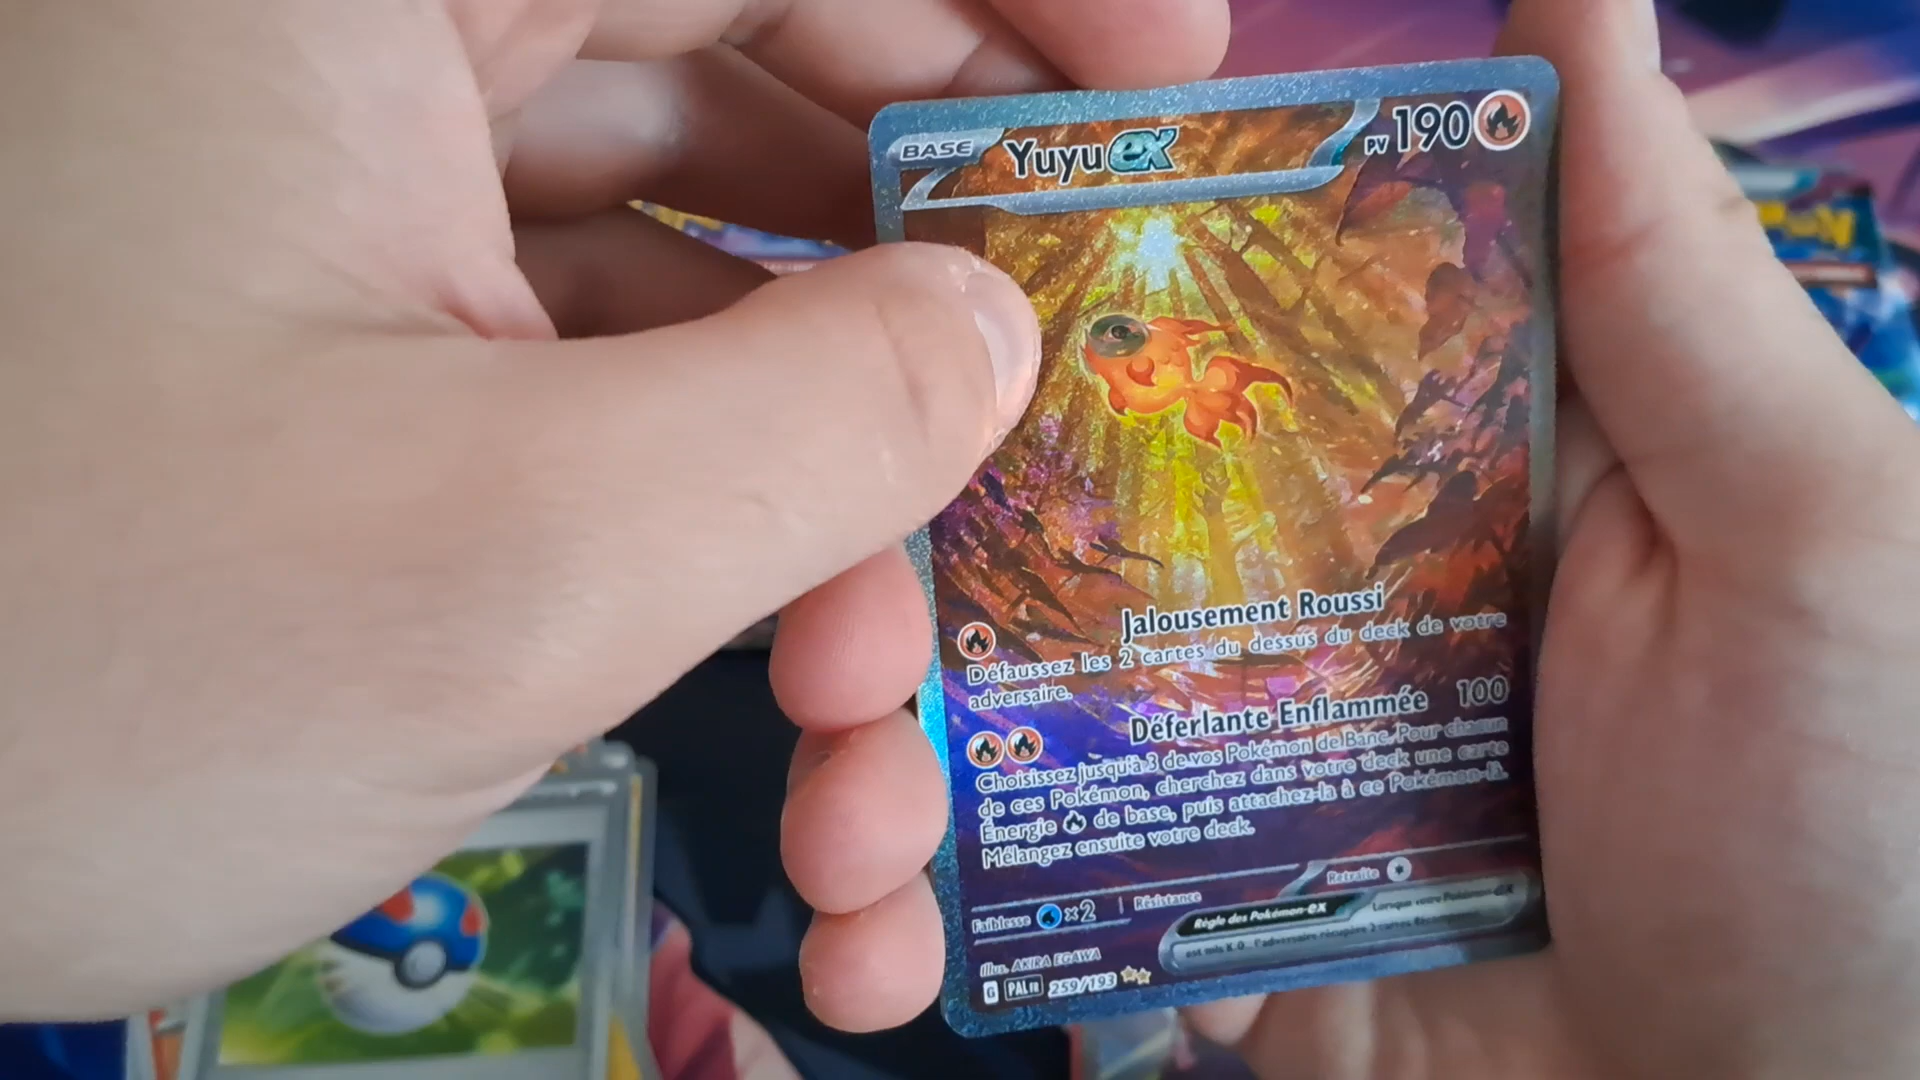 BASE Yuyu ex PV 190
Jalousement Roussi
Défaussez les 2 cartes du dessus du deck de votre
adversaire.
Déferlante Enflammée 100
Choisissez jusqu'à 3 de vos Pokémon de Banc. Pour chacun
de ces Pokémon, cherchez dans votre deck une carte
Énergie de base, puis attachez-la à ce Pokémon-là.
Mélangez ensuite votre deck.
Faiblesse ×2 Résistance Retraite
Règle des Pokémon-ex Lorsque votre Pokémon-ex
est mis K.O., l'adversaire récupère 2 cartes Récompense.
Illus. AKIRA EGAWA
G PAL FR 259/193